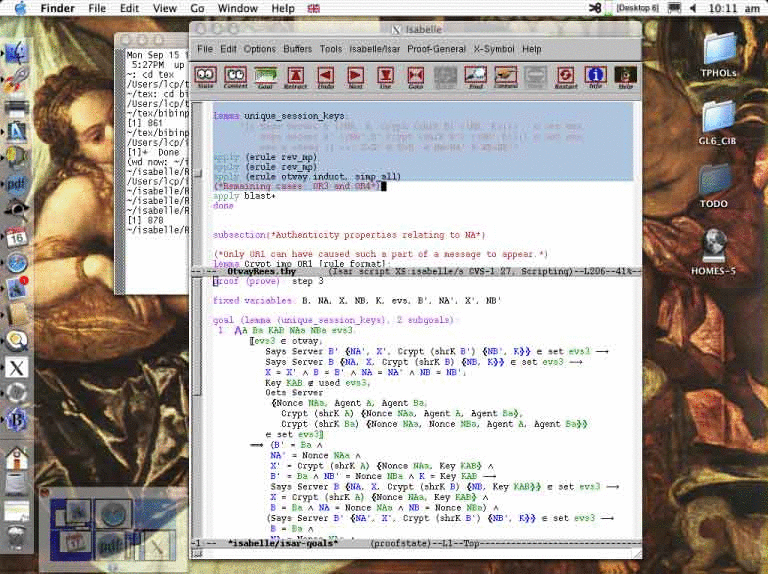 Finder File Edit View Go Window Help
[Desktop 6]
10:11 am
Isabelle
File Edit Options Buffers Tools Isabelle/Isar Proof-General X-Symbol Help
State Context Goal Retract Undo Next Use Goto Find Command Restart Info Help
Mon Sep 15 1
5:27PM up
~: cd tex
/Users/lcp/t
~/tex: cd bi
/Users/lcp/t
~/tex/bibinp
[1] 861
~/tex/bibinp
[1]+ Done
(wd now: ~/i
~/isabelle/R
~/isabelle/R
~/isabelle/R
~/isabelle/R
[1] 878
~/isabelle/R
lemma unique_session_keys:
apply (erule rev_mp)
apply (erule rev_mp)
apply (erule otway.induct, simp_all)
(*Remaining cases: OR3 and OR4*)
apply blast+
done
subsection{*Authenticity properties relating to NA*}
(*Only OR1 can have caused such a part of a message to appear.*)
lemma Crypt_imp_OR1 [rule_format]:
OtwayRees.thy (Isar script XS:isabelle/s CVS-1.27, Scripting)--L206--41%--
proof (prove): step 3
fixed variables: B, NA, X, NB, K, evs, B', NA', X', NB'
goal (lemma (unique_session_keys), 2 subgoals):
1. ⋀A Ba KAB NAa NBa evs3.
⟦evs3 ∈ otway;
Says Server B' {NA', X', Crypt (shrK B') {NB', K}} ∈ set evs3 ⟶
Says Server B {NA, X, Crypt (shrK B) {NB, K}} ∈ set evs3 ⟶
X = X' ∧ B = B' ∧ NA = NA' ∧ NB = NB';
Key KAB ∉ used evs3;
Gets Server
{Nonce NAa, Agent A, Agent Ba,
Crypt (shrK A) {Nonce NAa, Agent A, Agent Ba},
Crypt (shrK Ba) {Nonce NAa, Nonce NBa, Agent A, Agent Ba}}
∈ set evs3⟧
⟹ (B' = Ba ∧
NA' = Nonce NAa ∧
X' = Crypt (shrK A) {Nonce NAa, Key KAB} ∧
B' = Ba ∧ NB' = Nonce NBa ∧ K = Key KAB ⟶
Says Server B {NA, X, Crypt (shrK B) {NB, Key KAB}} ∈ set evs3 ⟶
X = Crypt (shrK A) {Nonce NAa, Key KAB} ∧
B = Ba ∧ NA = Nonce NAa ∧ NB = Nonce NBa) ∧
(Says Server B' {NA', X', Crypt (shrK B') {NB', K}} ∈ set evs3 ⟶
B = Ba ∧
*isabelle/isar-goals* (proofstate)--L1--Top
TPHOLs
GL6_CIB
TODO
HOMES-5